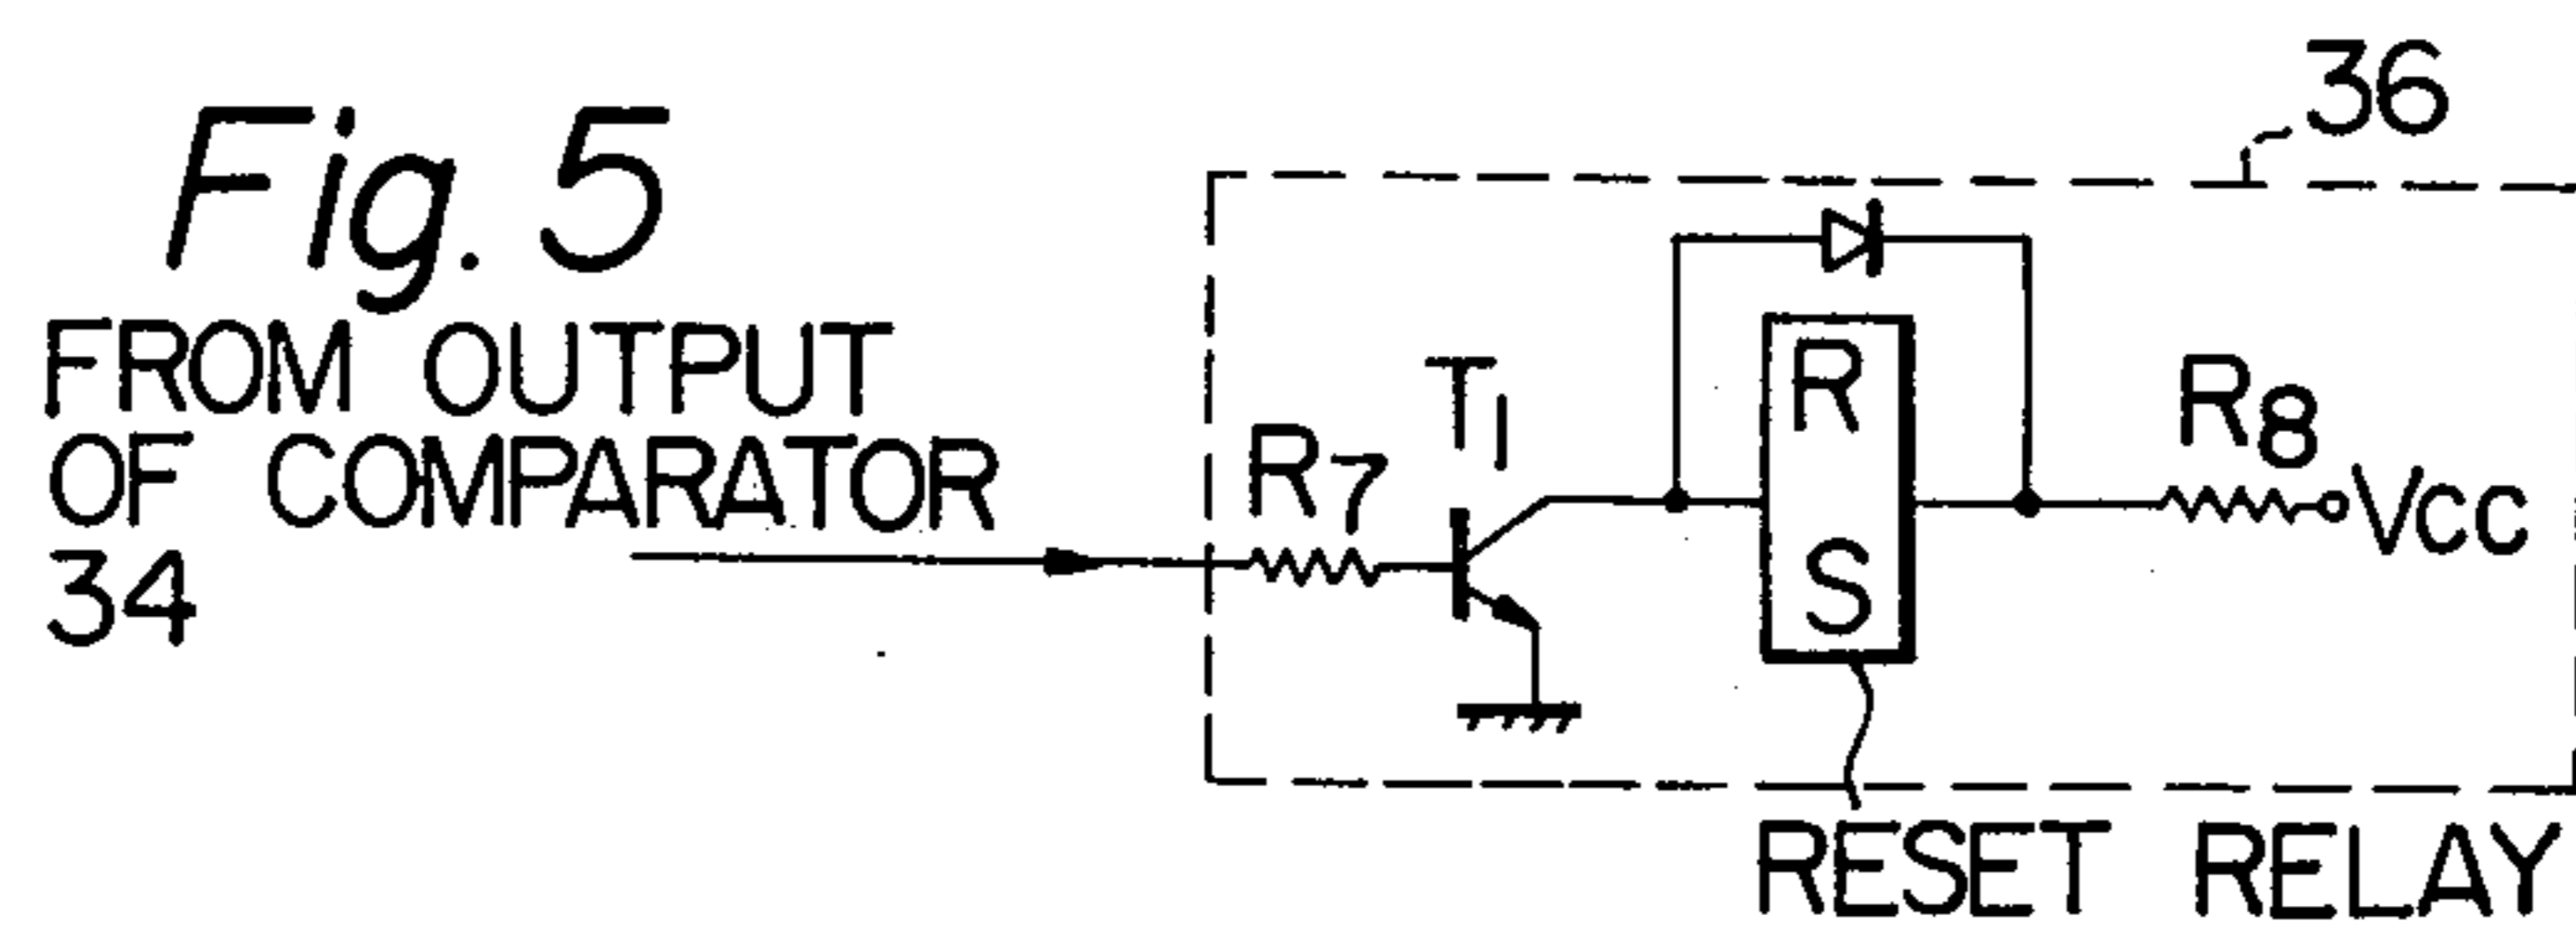 Fig. 5
36
FROM OUTPUT
OF COMPARATOR
34
R7
T1
R
S
R8
Vcc
RESET RELAY